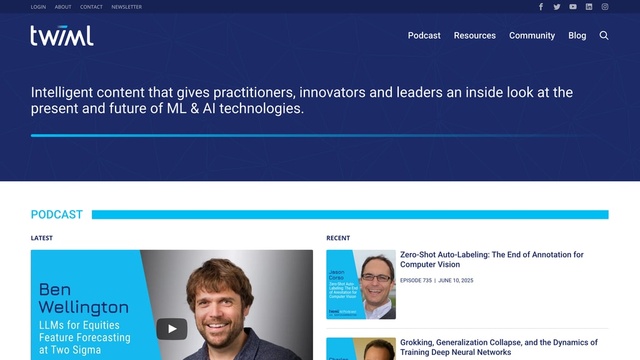 LOGIN ABOUT CONTACT NEWSLETTER
twiml
Podcast Resources Community Blog
Intelligent content that gives practitioners, innovators and leaders an inside look at the
present and future of ML & AI technologies.
PODCAST
LATEST
Ben
Wellington
LLMs for Equities
Feature Forecasting
at Two Sigma
RECENT
Jason
Corso
Zero-Shot Auto-Labeling: The
End of Annotation for
Computer Vision
Zero-Shot Auto-Labeling: The End of Annotation for
Computer Vision
EPISODE 735 | JUNE 10, 2025
Charles
Grokking, Generalization Collapse, and the Dynamics of
Training Deep Neural Networks